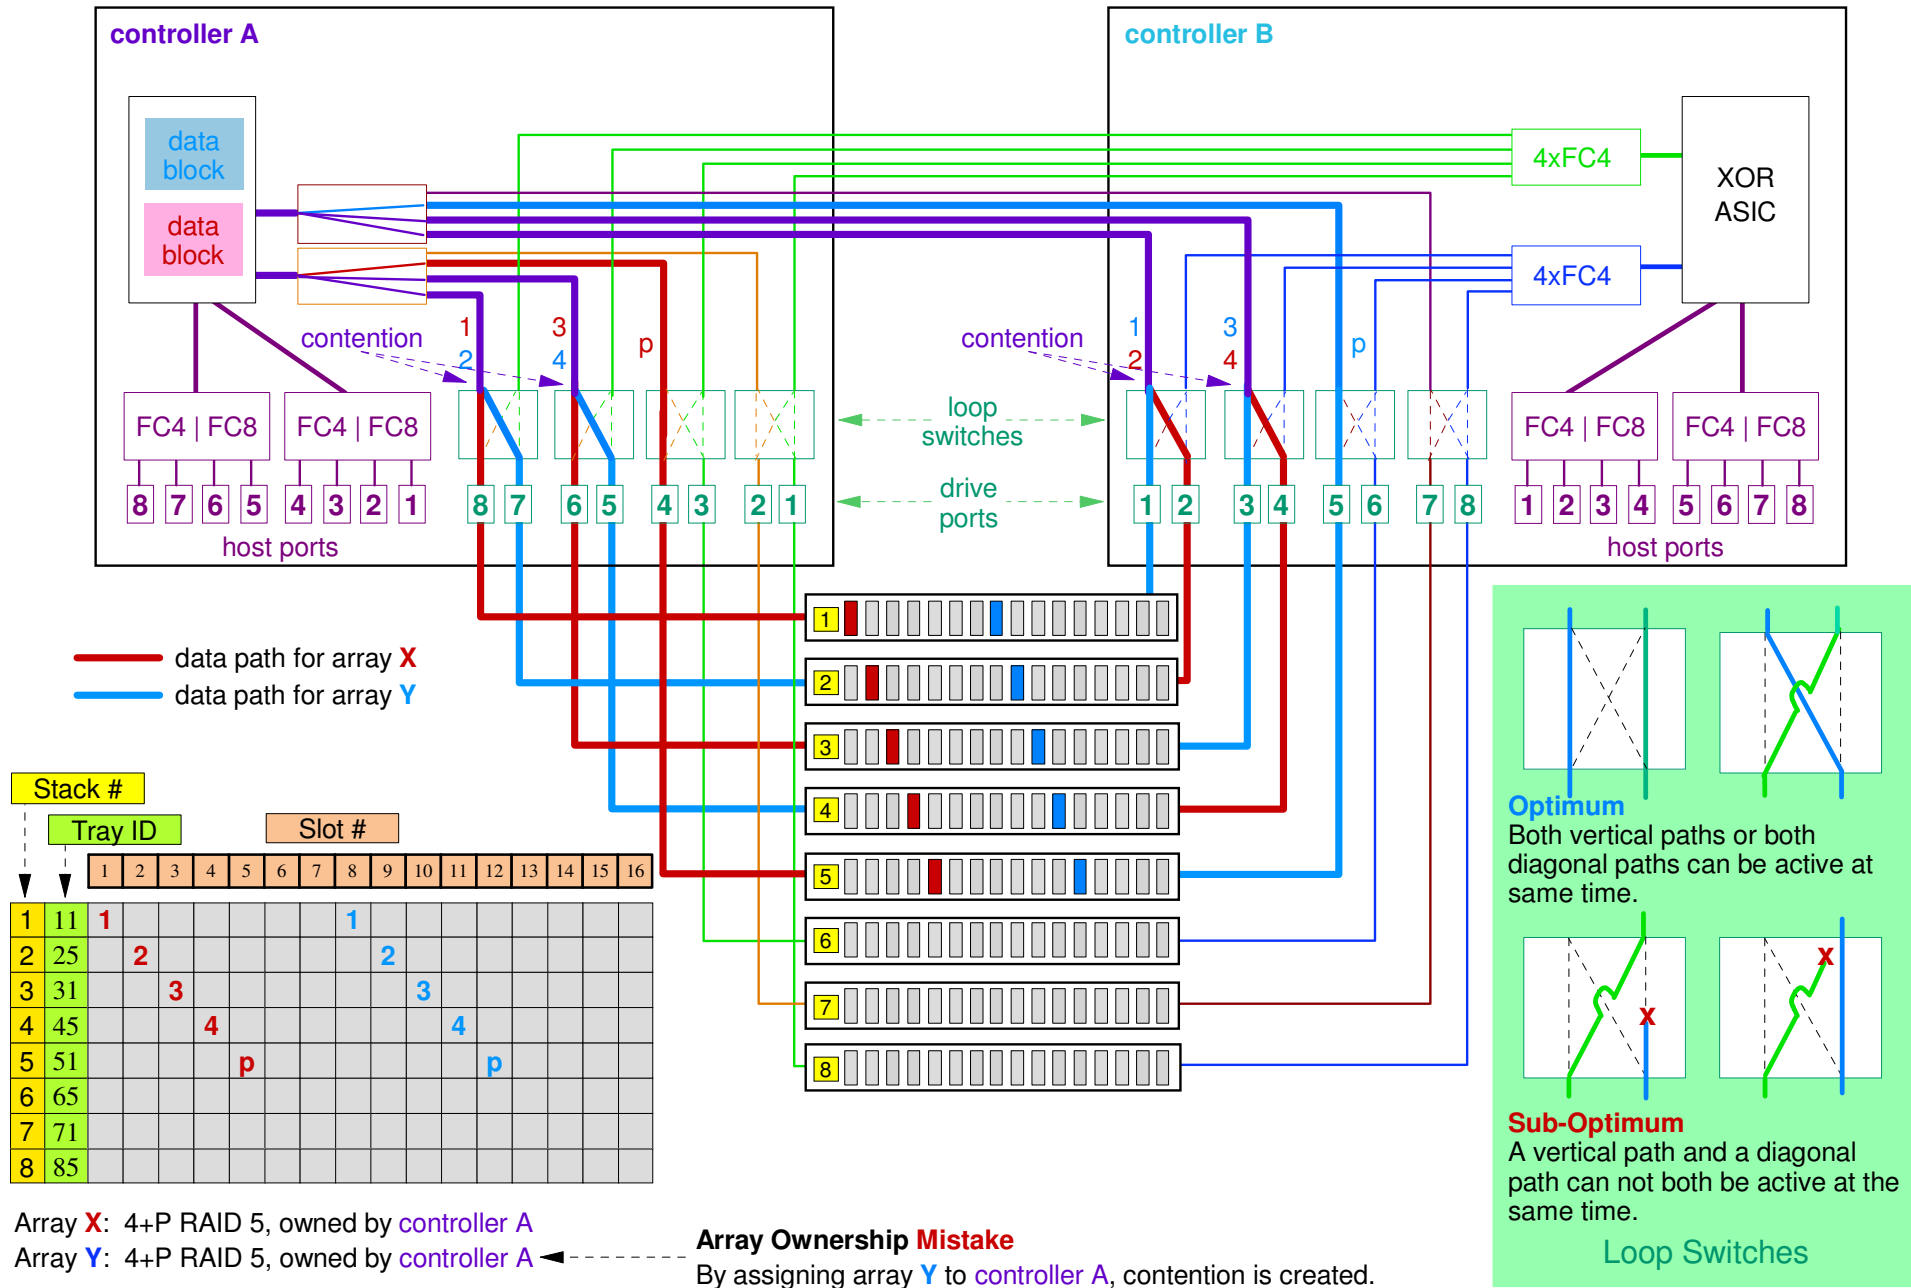 controller A
controller B
data
block
data
block
4xFC4
XOR
ASIC
4xFC4
contention
1
2
3
4
p
contention
1
2
3
4
p
FC4 | FC8
FC4 | FC8
loop
switches
FC4 | FC8
FC4 | FC8
8 7 6 5 4 3 2 1
8 7 6 5 4 3 2 1
drive
ports
1 2 3 4 5 6 7 8
1 2 3 4 5 6 7 8
host ports
host ports
1
2
3
4
5
6
7
8
data path for array X
data path for array Y
Stack #
Tray ID
Slot #
1 2 3 4 5 6 7 8 9 10 11 12 13 14 15 16
1 11 1 1
2 25 2 2
3 31 3 3
4 45 4 4
5 51 p p
6 65
7 71
8 85
Optimum
Both vertical paths or both
diagonal paths can be active at
same time.
X
X
Sub-Optimum
A vertical path and a diagonal
path can not both be active at the
same time.
Loop Switches
Array X: 4+P RAID 5, owned by controller A
Array Y: 4+P RAID 5, owned by controller A
Array Ownership Mistake
By assigning array Y to controller A, contention is created.